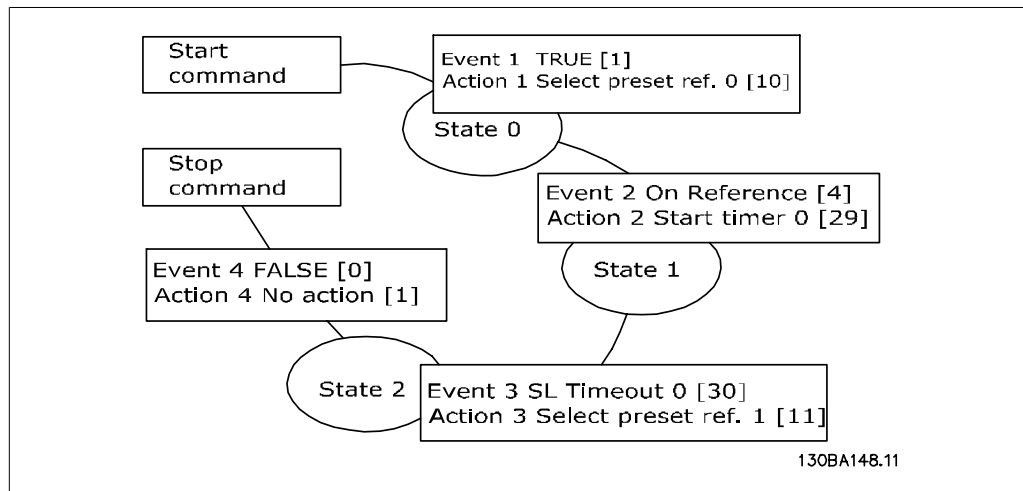 Start
command
Event 1 TRUE [1]
Action 1 Select preset ref. 0 [10]
State 0
Stop
command
Event 2 On Reference [4]
Action 2 Start timer 0 [29]
State 1
Event 4 FALSE [0]
Action 4 No action [1]
State 2
Event 3 SL Timeout 0 [30]
Action 3 Select preset ref. 1 [11]
130BA148.11